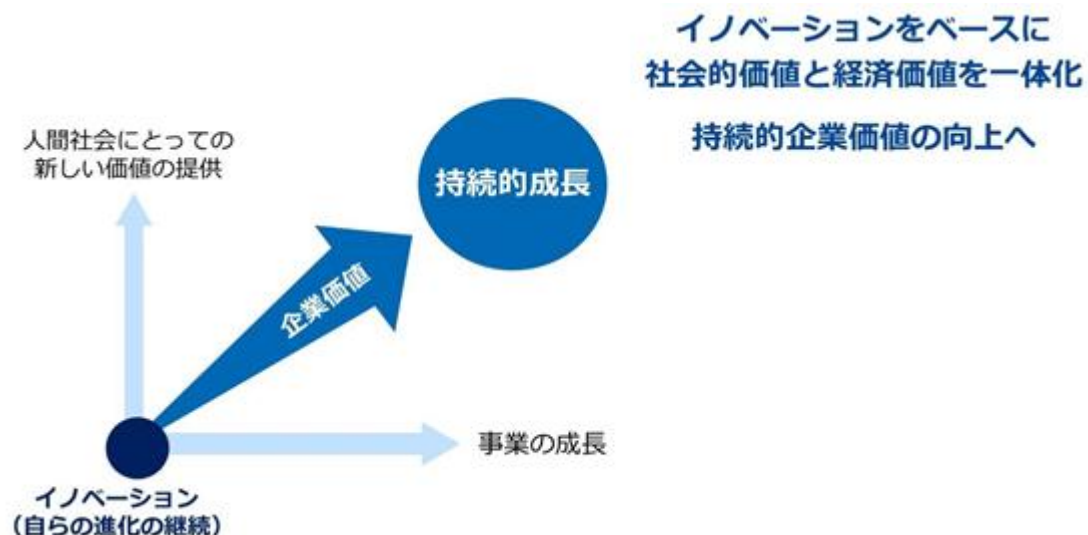 イノベーションをベースに
社会的価値と経済価値を一体化
持続的企業価値の向上へ
人間社会にとっての
新しい価値の提供
持続的成長
企業価値
事業の成長
イノベーション
（自らの進化の継続）